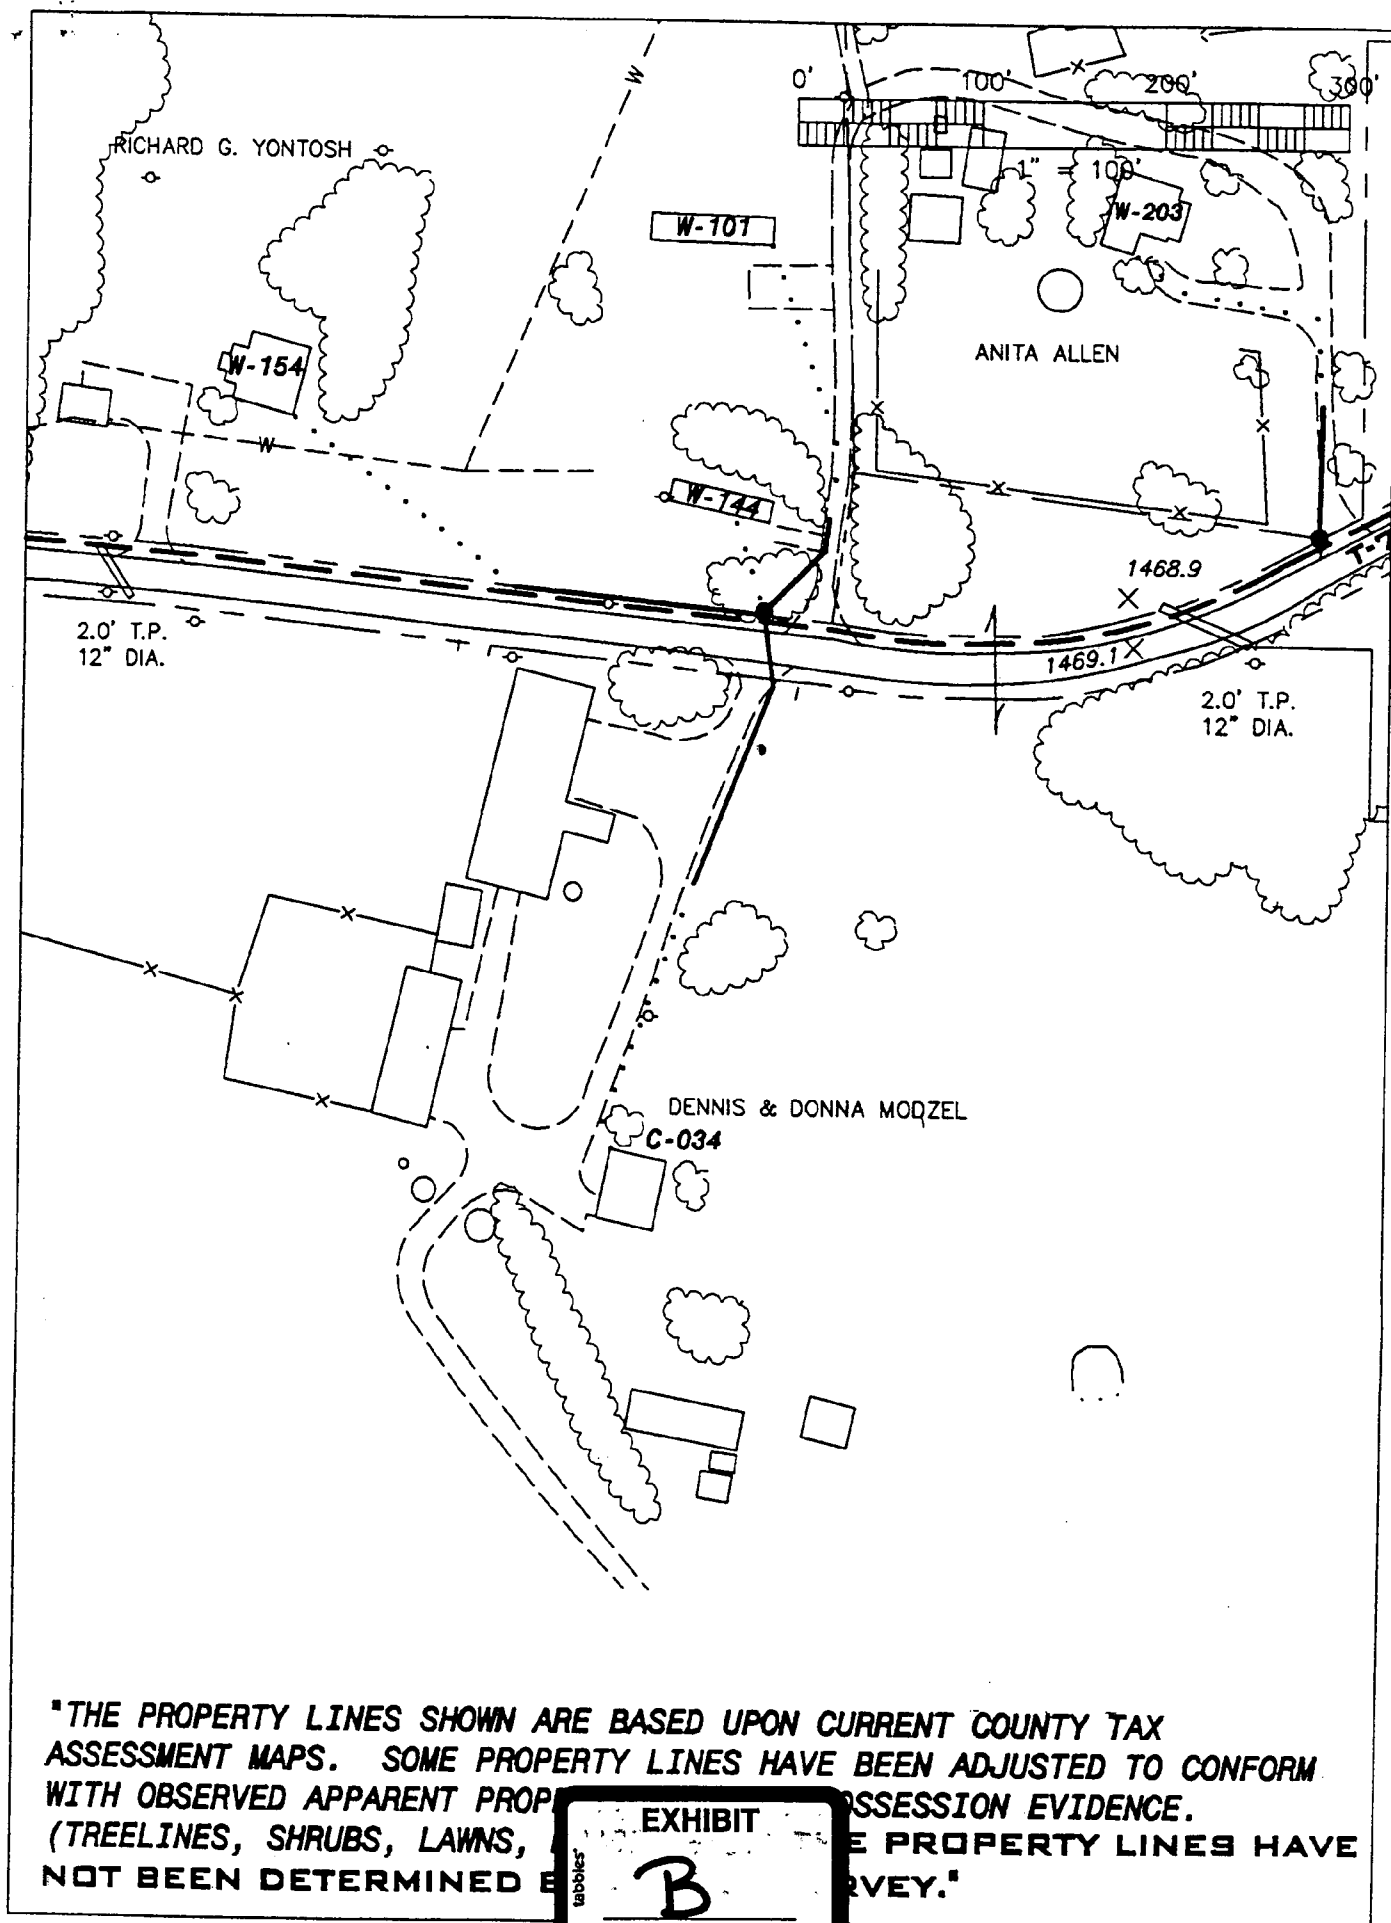 0' 100' 200' 300'
1" = 100'
W
RICHARD G. YONTOSH
W-101
W-203
ANITA ALLEN
W-154
W
W-144
1468.9
T-7
2.0' T.P.
12" DIA.
1469.1
2.0' T.P.
12" DIA.
DENNIS & DONNA MODZEL
C-034
"THE PROPERTY LINES SHOWN ARE BASED UPON CURRENT COUNTY TAX
ASSESSMENT MAPS. SOME PROPERTY LINES HAVE BEEN ADJUSTED TO CONFORM
WITH OBSERVED APPARENT EVIDENCE.
(TREELINES, SHRUBS, LAWNS, PROPERTY LINES HAVE
NOT BEEN DETERMINED
EXHIBIT
B
tabbies